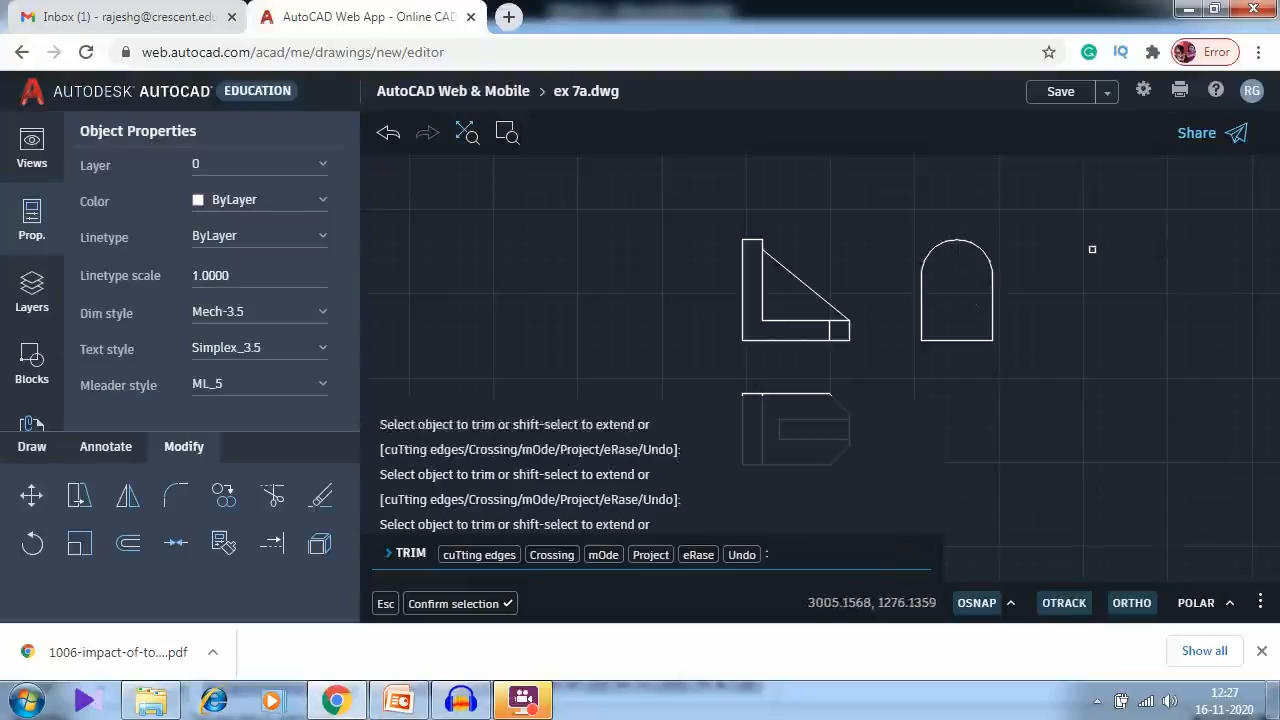 Inbox (1) - rajeshg@crescent.edu
AutoCAD Web App - Online CAD
web.autocad.com/acad/me/drawings/new/editor
Error
AUTODESK® AUTOCAD® EDUCATION
AutoCAD Web & Mobile > ex 7a.dwg
Save
RG
Share
Views
Prop.
Layers
Blocks
Object Properties
Layer 0
Color ByLayer
Linetype ByLayer
Linetype scale 1.0000
Dim style Mech-3.5
Text style Simplex_3.5
Mleader style ML_5
Draw Annotate Modify
Select object to trim or shift-select to extend or
[cuTting edges/Crossing/mOde/Project/eRase/Undo]:
Select object to trim or shift-select to extend or
[cuTting edges/Crossing/mOde/Project/eRase/Undo]:
Select object to trim or shift-select to extend or
TRIM cuTting edges Crossing mOde Project eRase Undo :
Esc Confirm selection
3005.1568, 1276.1359
OSNAP OTRACK ORTHO POLAR
1006-impact-of-to....pdf
Show all
12:27
16-11-2020